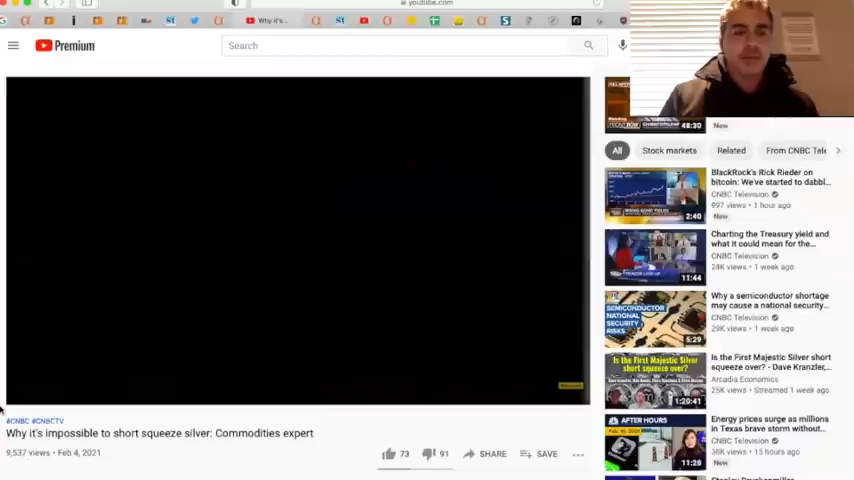 youtube.com
Why it's...
Premium
Search
48:30
New
All
Stock markets
Related
From CNBC Tele
BlackRock's Rick Rieder on
bitcoin: We've started to dabbl...
CNBC Television
997 views • 1 hour ago
New
2:40
Charting the Treasury yield and
what it could mean for the...
CNBC Television
24K views • 1 week ago
11:44
SEMICONDUCTOR
NATIONAL
SECURITY
RISKS
5:29
Why a semiconductor shortage
may cause a national security...
CNBC Television
29K views • 1 week ago
Is the First Majestic Silver
short squeeze over?
1:20:41
Is the First Majestic Silver short
squeeze over? - Dave Kranzler,...
Arcadia Economics
25K views • Streamed 1 week ago
AFTER HOURS
11:28
Energy prices surge as millions
in Texas brave storm without...
CNBC Television
36K views • 15 hours ago
New
#CNBC #CNBCTV
Why it's impossible to short squeeze silver: Commodities expert
9,537 views • Feb 4, 2021
73
91
SHARE
SAVE